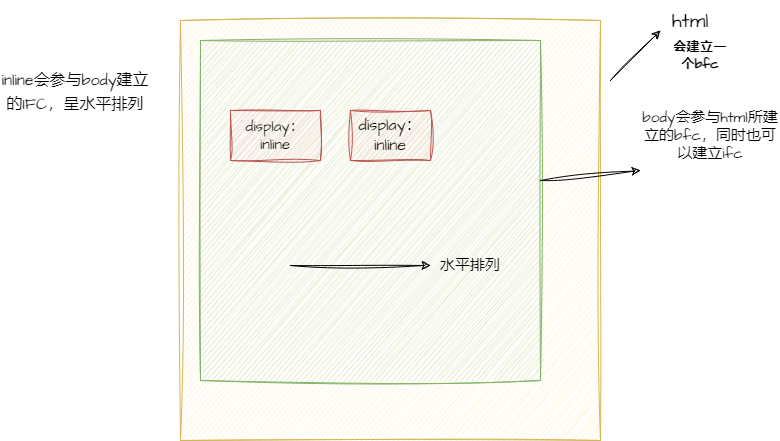 html
会建立一
个bfc
inline会参与body建立
的IFC，呈水平排列
body会参与html所建
立的bfc，同时也可
以建立ifc
display：
inline
display：
inline
水平排列